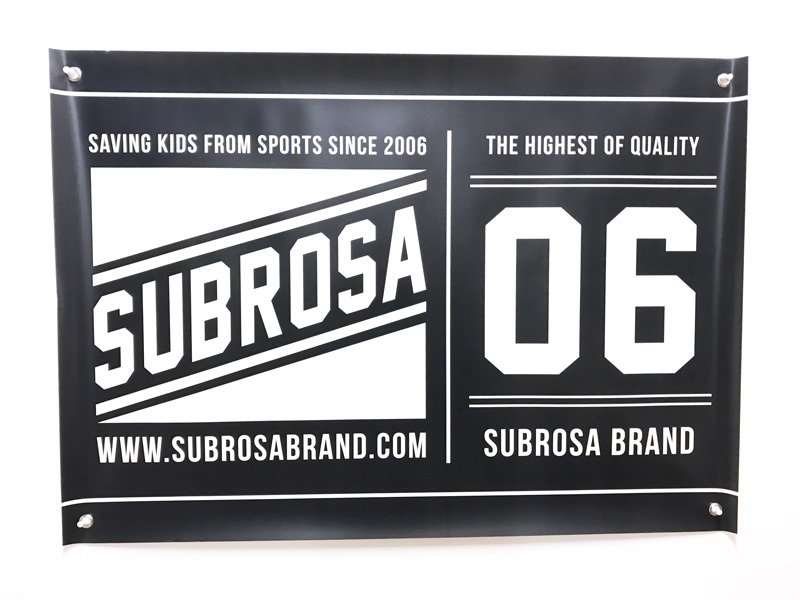 SAVING KIDS FROM SPORTS SINCE 2006
SUBROSA
WWW.SUBROSABRAND.COM
THE HIGHEST OF QUALITY
06
SUBROSA BRAND